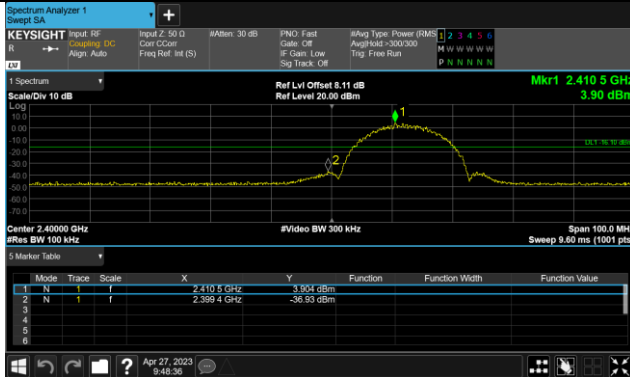 Spectrum Analyzer 1
Swept SA
KEYSIGHT
R
LXI
Input: RF
Coupling: DC
Align: Auto
Input Z: 50 Ω
Corr CCorr
Freq Ref: Int (S)
#Atten: 30 dB
PNO: Fast
Gate: Off
IF Gain: Low
Sig Track: Off
#Avg Type: Power (RMS
Avg|Hold >300/300
Trig: Free Run
1 2 3 4 5 6
M W W W W W
P N N N N N
1 Spectrum
Scale/Div 10 dB
Ref Lvl Offset 8.11 dB
Ref Level 20.00 dBm
Mkr1 2.410 5 GHz
3.90 dBm
Log
10.0
0.00
-10.0
-20.0
-30.0
-40.0
-50.0
-60.0
-70.0
1
2
DL1 -16.10 dBm
Center 2.40000 GHz
#Res BW 100 kHz
#Video BW 300 kHz
Span 100.0 MHz
Sweep 9.60 ms (1001 pts)
5 Marker Table
Mode Trace Scale X Y Function Function Width Function Value
1 N 1 f 2.410 5 GHz 3.904 dBm
2 N 1 f 2.399 4 GHz -36.93 dBm
3
4
5
6
?
Apr 27, 2023
9:48:36